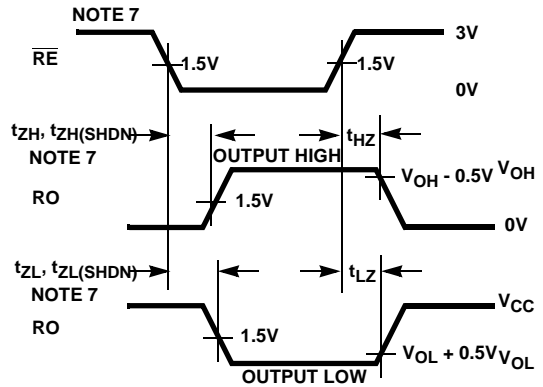 NOTE 7
RE
3V
1.5V
1.5V
0V
tZH, tZH(SHDN)
NOTE 7
OUTPUT HIGH
tHZ
VOH - 0.5V
VOH
RO
1.5V
0V
tZL, tZL(SHDN)
NOTE 7
tLZ
RO
VCC
1.5V
VOL + 0.5V
VOL
OUTPUT LOW